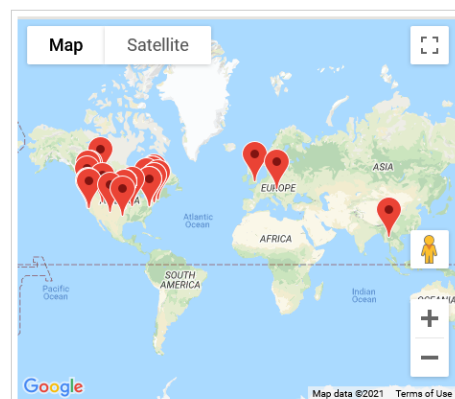 Map
Satellite
ASIA
EUROPE
Atlantic
Ocean
AFRICA
Pacific
Ocean
SOUTH
AMERICA
Indian
Ocean
Google
Map data ©2021
Terms of Use